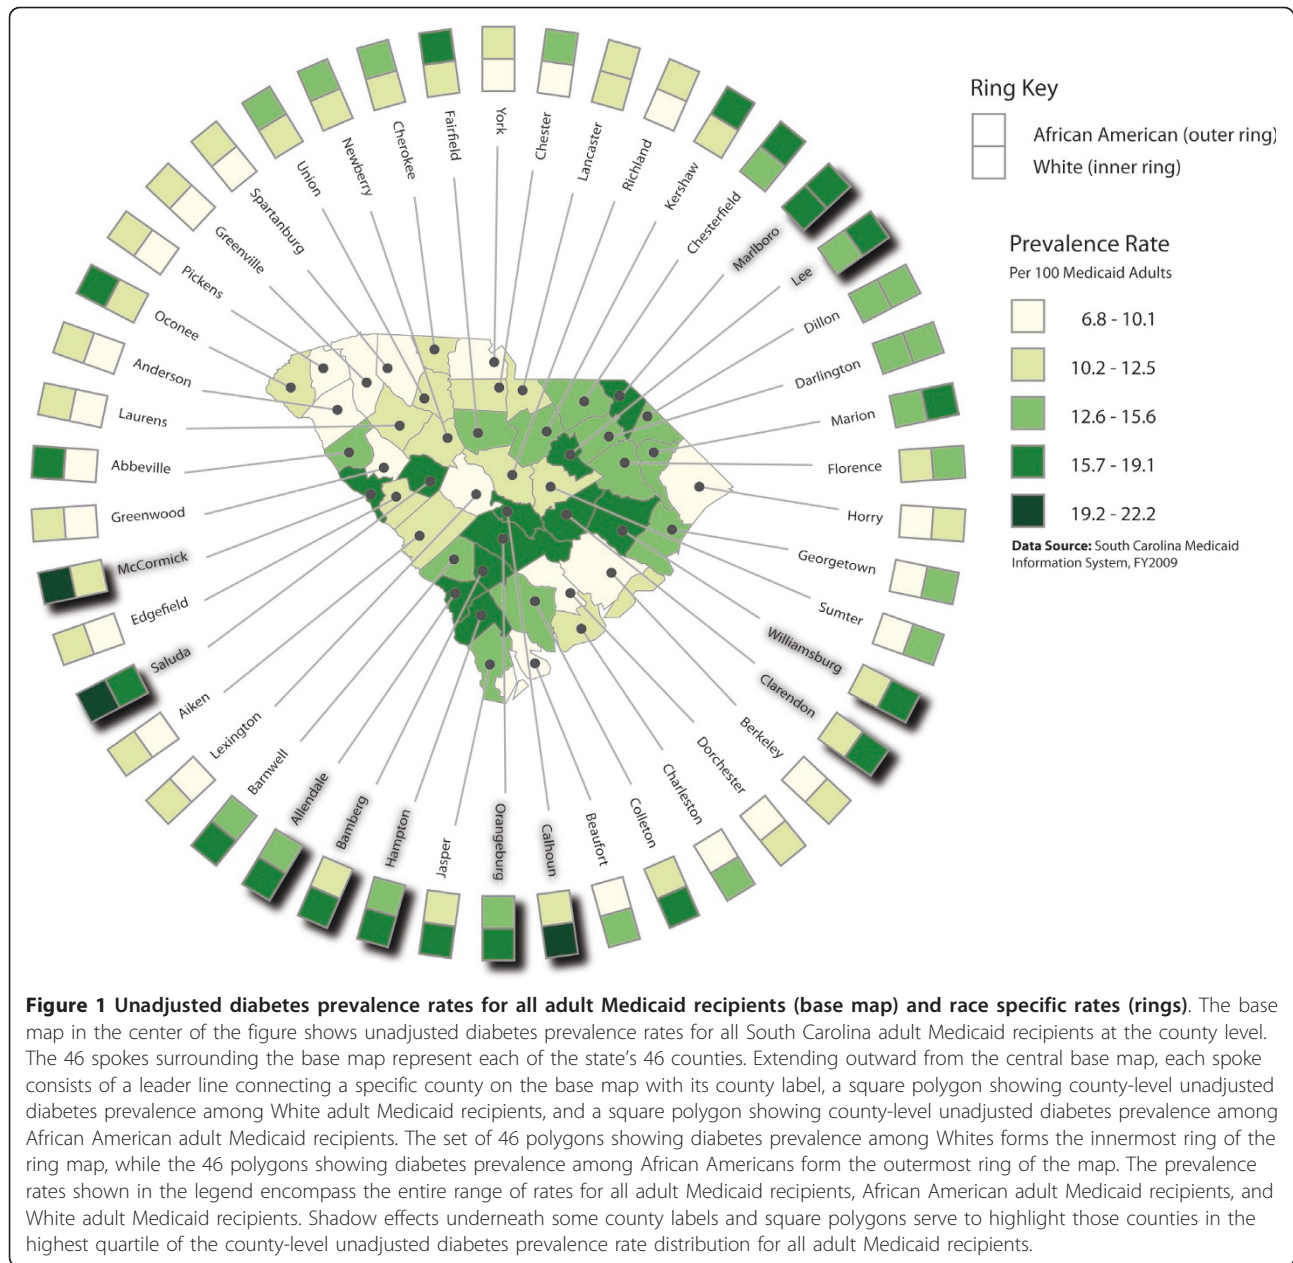 York
Chester
Lancaster
Richland
Kershaw
Chesterfield
Marlboro
Lee
Dillon
Darlington
Marion
Florence
Horry
Georgetown
Sumter
Williamsburg
Clarendon
Berkeley
Dorchester
Charleston
Colleton
Beaufort
Calhoun
Orangeburg
Jasper
Hampton
Bamberg
Allendale
Barnwell
Lexington
Aiken
Saluda
Edgefield
McCormick
Greenwood
Abbeville
Laurens
Anderson
Oconee
Pickens
Greenville
Spartanburg
Union
Newberry
Cherokee
Fairfield
Ring Key
African American (outer ring)
White (inner ring)
Prevalence Rate
Per 100 Medicaid Adults
6.8 - 10.1
10.2 - 12.5
12.6 - 15.6
15.7 - 19.1
19.2 - 22.2
Data Source: South Carolina Medicaid
Information System, FY2009
Figure 1 Unadjusted diabetes prevalence rates for all adult Medicaid recipients (base map) and race specific rates (rings). The base
map in the center of the figure shows unadjusted diabetes prevalence rates for all South Carolina adult Medicaid recipients at the county level.
The 46 spokes surrounding the base map represent each of the state's 46 counties. Extending outward from the central base map, each spoke
consists of a leader line connecting a specific county on the base map with its county label, a square polygon showing county-level unadjusted
diabetes prevalence among White adult Medicaid recipients, and a square polygon showing county-level unadjusted diabetes prevalence among
African American adult Medicaid recipients. The set of 46 polygons showing diabetes prevalence among Whites forms the innermost ring of the
ring map, while the 46 polygons showing diabetes prevalence among African Americans form the outermost ring of the map. The prevalence
rates shown in the legend encompass the entire range of rates for all adult Medicaid recipients, African American adult Medicaid recipients, and
White adult Medicaid recipients. Shadow effects underneath some county labels and square polygons serve to highlight those counties in the
highest quartile of the county-level unadjusted diabetes prevalence rate distribution for all adult Medicaid recipients.